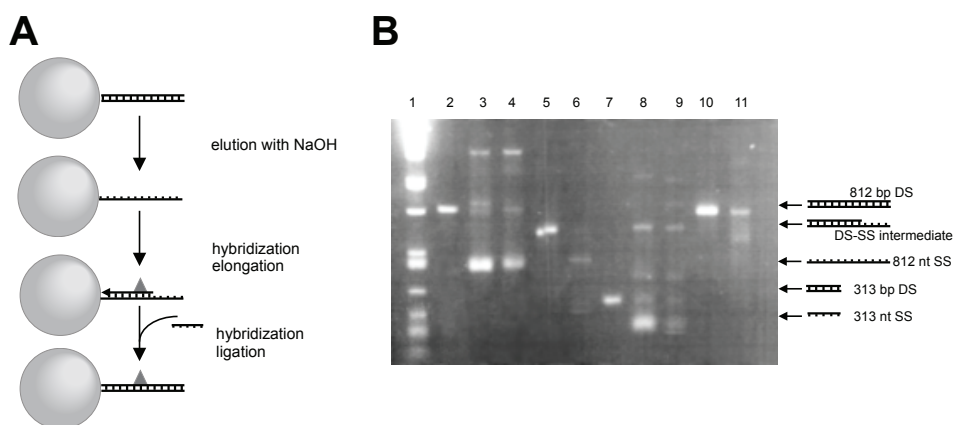 A
elution with NaOH
hybridization
elongation
hybridization
ligation
B
1 2 3 4 5 6 7 8 9 10 11
812 bp DS
DS-SS intermediate
812 nt SS
313 bp DS
313 nt SS